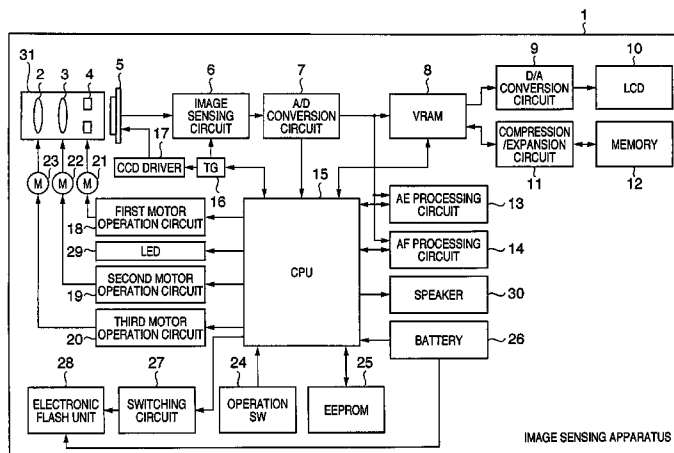 1
31
2
3
4
5
6
7
8
9
10
IMAGE SENSING CIRCUIT
A/D CONVERSION CIRCUIT
VRAM
D/A CONVERSION CIRCUIT
LCD
COMPRESSION /EXPANSION CIRCUIT
MEMORY
11
12
17
CCD DRIVER
TG
16
15
23
22
21
M
M
M
CPU
18
FIRST MOTOR OPERATION CIRCUIT
29
LED
19
SECOND MOTOR OPERATION CIRCUIT
20
THIRD MOTOR OPERATION CIRCUIT
AE PROCESSING CIRCUIT
13
AF PROCESSING CIRCUIT
14
SPEAKER
30
BATTERY
26
28
27
24
25
ELECTRONIC FLASH UNIT
SWITCHING CIRCUIT
OPERATION SW
EEPROM
IMAGE SENSING APPARATUS